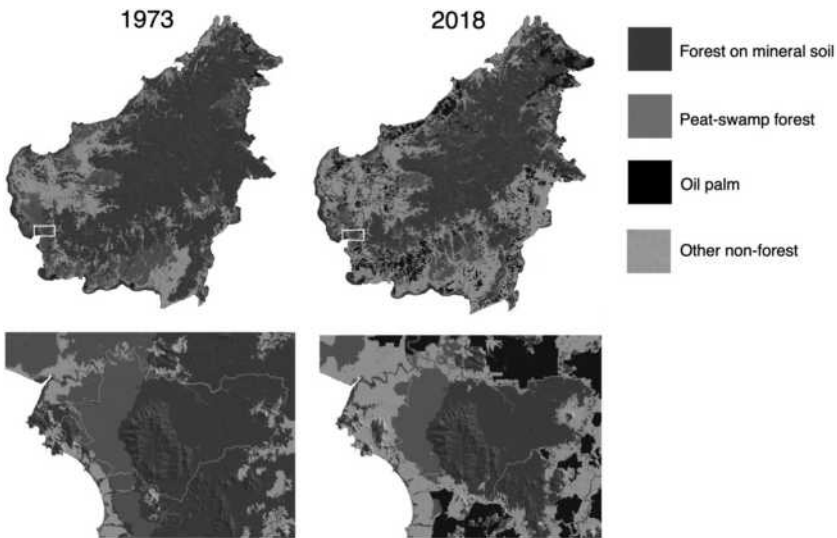 1973
2018
Forest on mineral soil
Peat-swamp forest
Oil palm
Other non-forest